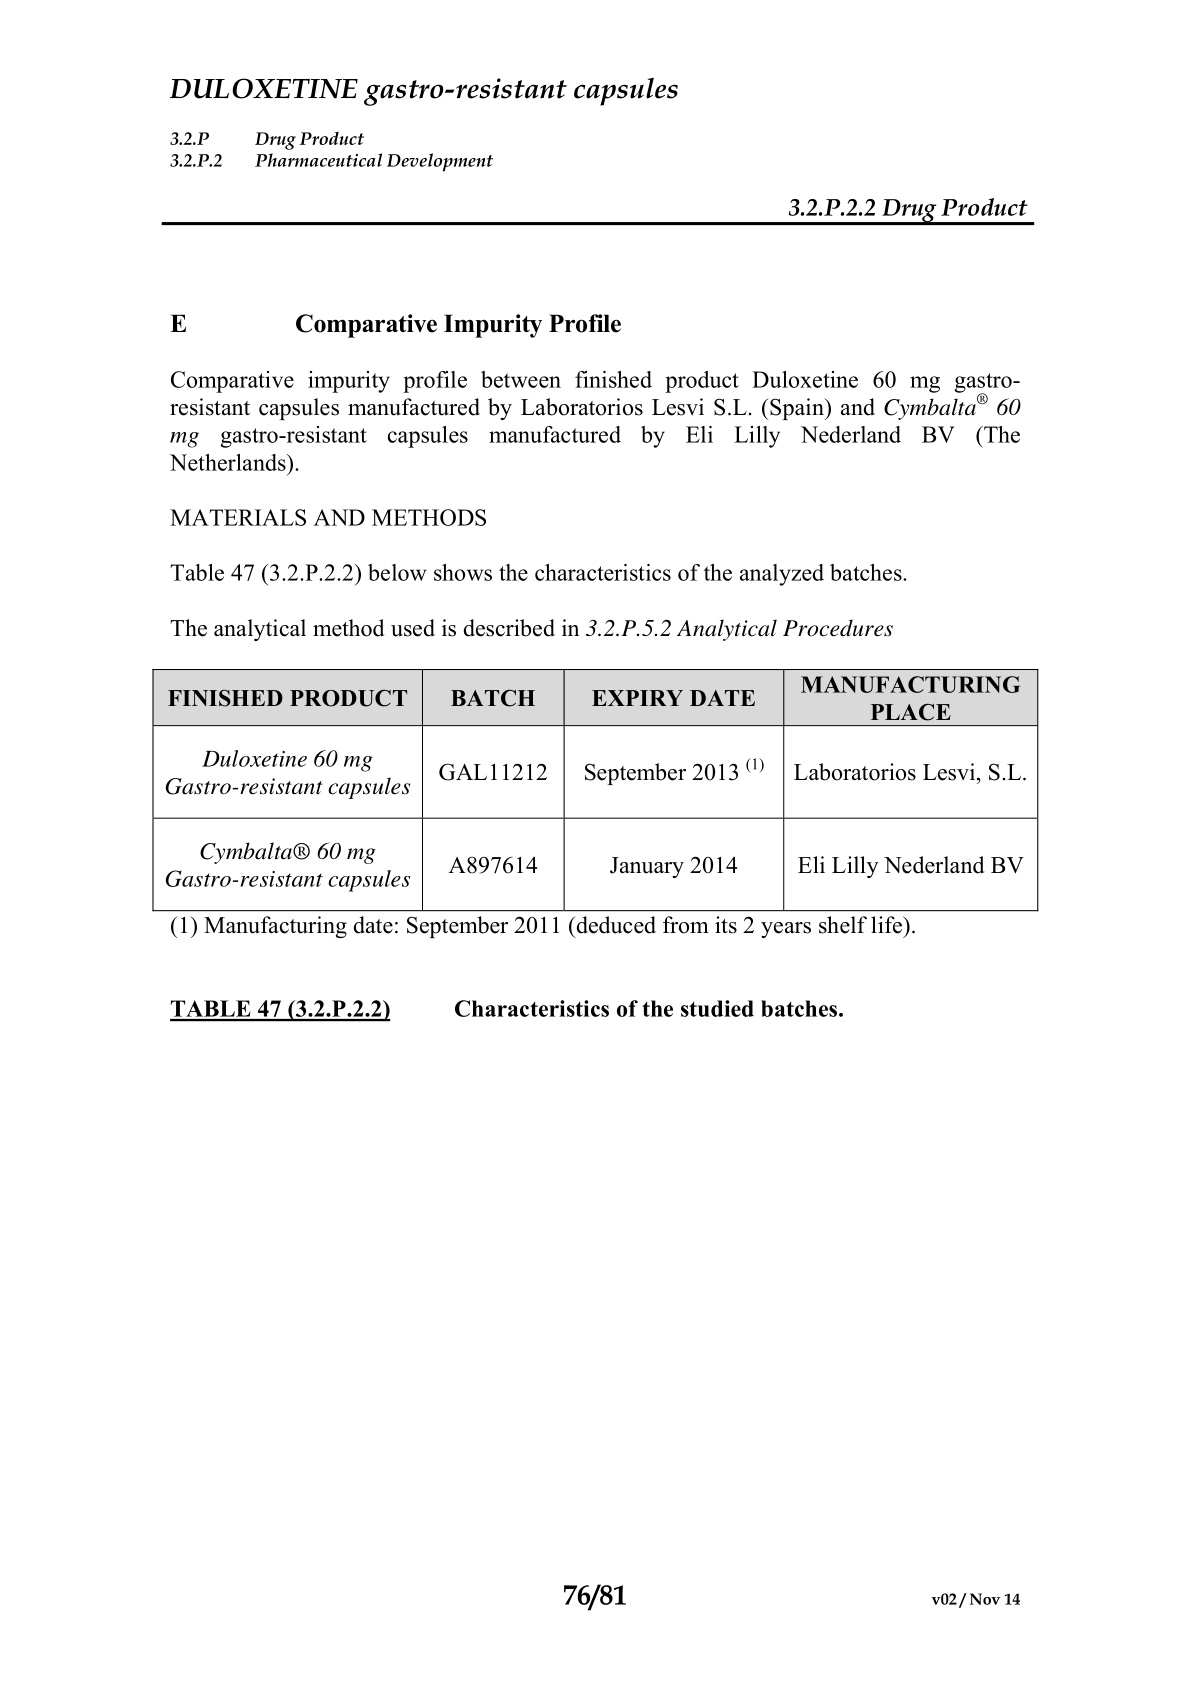 DULOXETINE gastro-resistant capsules
3.2.P Drug Product
3.2.P.2 Pharmaceutical Development
3.2.P.2.2 Drug Product
E Comparative Impurity Profile
Comparative impurity profile between finished product Duloxetine 60 mg gastro-
resistant capsules manufactured by Laboratorios Lesvi S.L. (Spain) and Cymbalta® 60
mg gastro-resistant capsules manufactured by Eli Lilly Nederland BV (The
Netherlands).
MATERIALS AND METHODS
Table 47 (3.2.P.2.2) below shows the characteristics of the analyzed batches.
The analytical method used is described in 3.2.P.5.2 Analytical Procedures
FINISHED PRODUCT BATCH EXPIRY DATE MANUFACTURING
PLACE
Duloxetine 60 mg
Gastro-resistant capsules GAL11212 September 2013 (1) Laboratorios Lesvi, S.L.
Cymbalta® 60 mg
Gastro-resistant capsules A897614 January 2014 Eli Lilly Nederland BV
(1) Manufacturing date: September 2011 (deduced from its 2 years shelf life).
TABLE 47 (3.2.P.2.2) Characteristics of the studied batches.
76/81 v02 / Nov 14